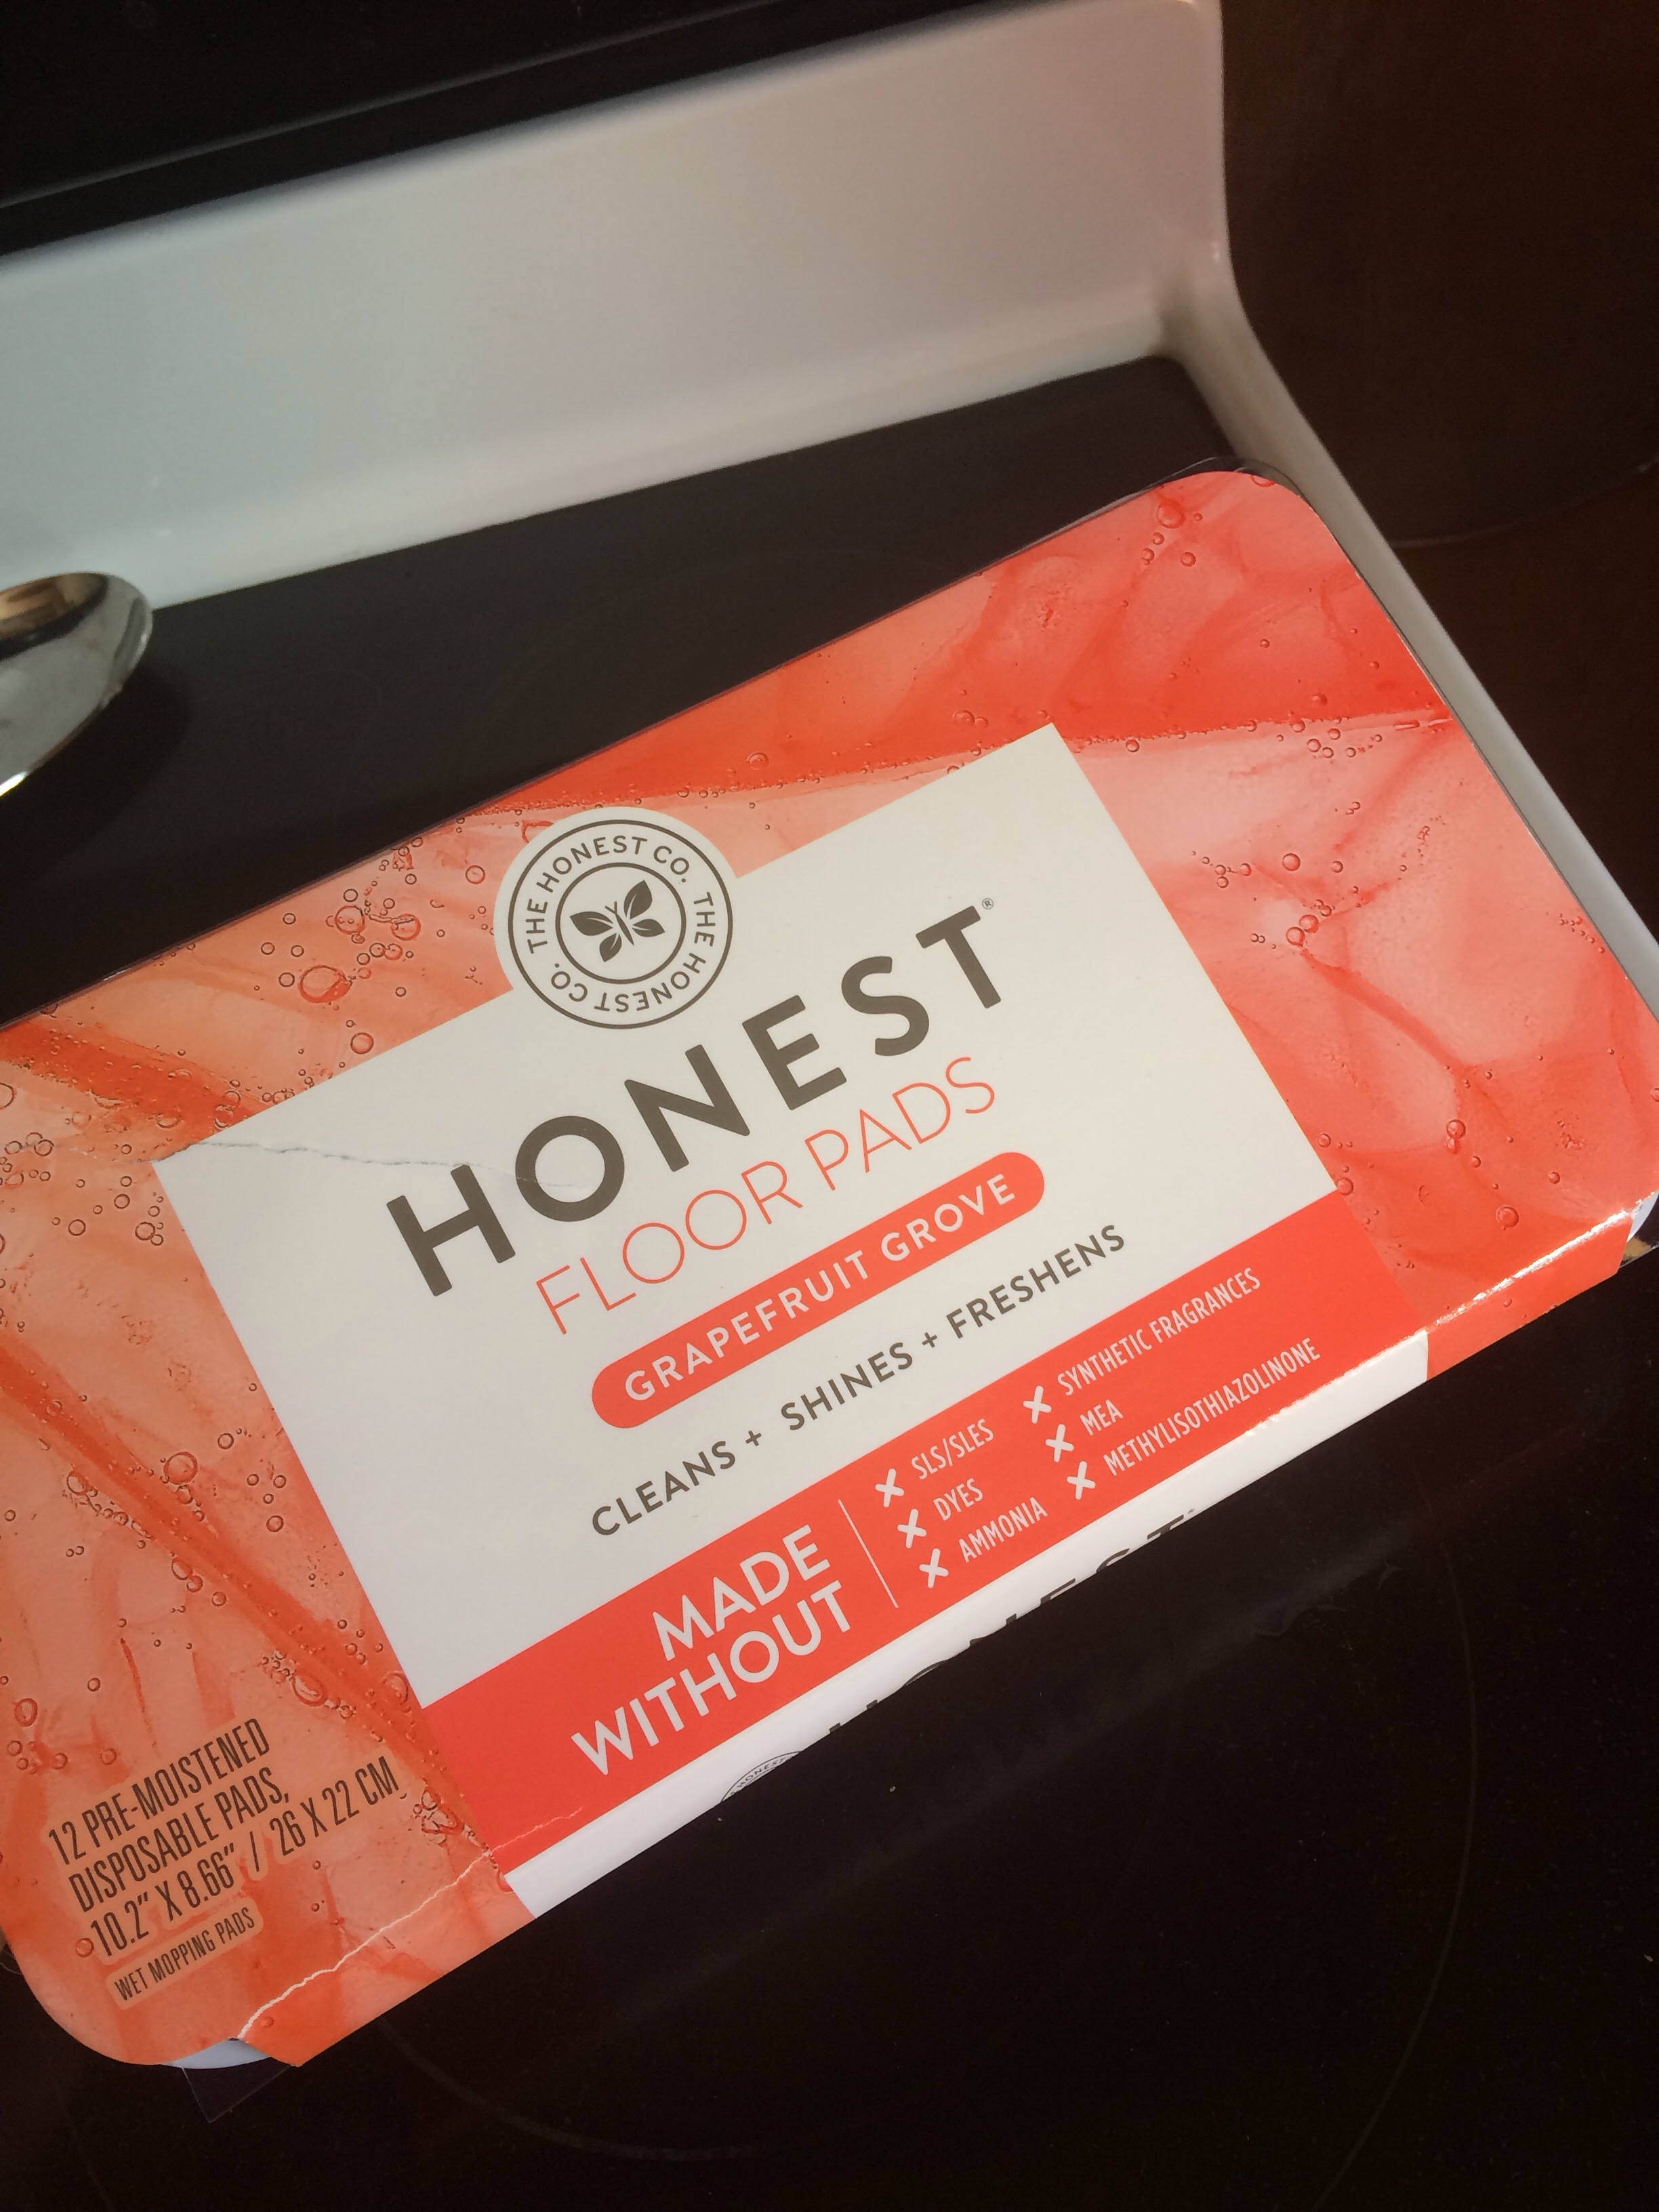 THE HONEST CO. THE HONEST CO.
HONEST®
FLOOR PADS
GRAPEFRUIT GROVE
CLEANS + SHINES + FRESHENS
MADE
WITHOUT
X SLS/SLES
X DYES
X AMMONIA
X SYNTHETIC FRAGRANCES
X MEA
X METHYLISOTHIAZOLINONE
12 PRE-MOISTENED
DISPOSABLE PADS,
10.2” X 8.66” / 26 X 22 CM
WET MOPPING PADS
HONEST
HONEST